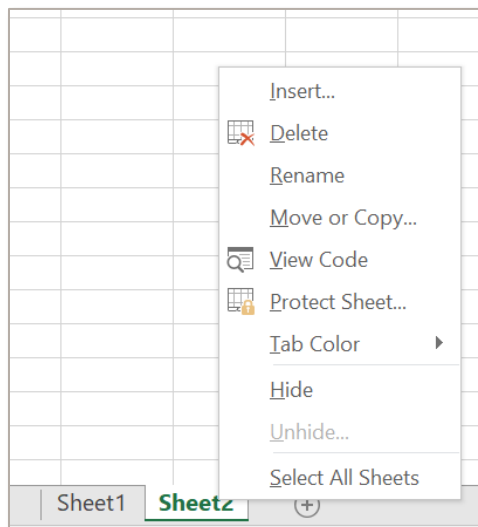 Insert...
Delete
Rename
Move or Copy...
View Code
Protect Sheet...
Tab Color
Hide
Unhide...
Select All Sheets
Sheet1 Sheet2